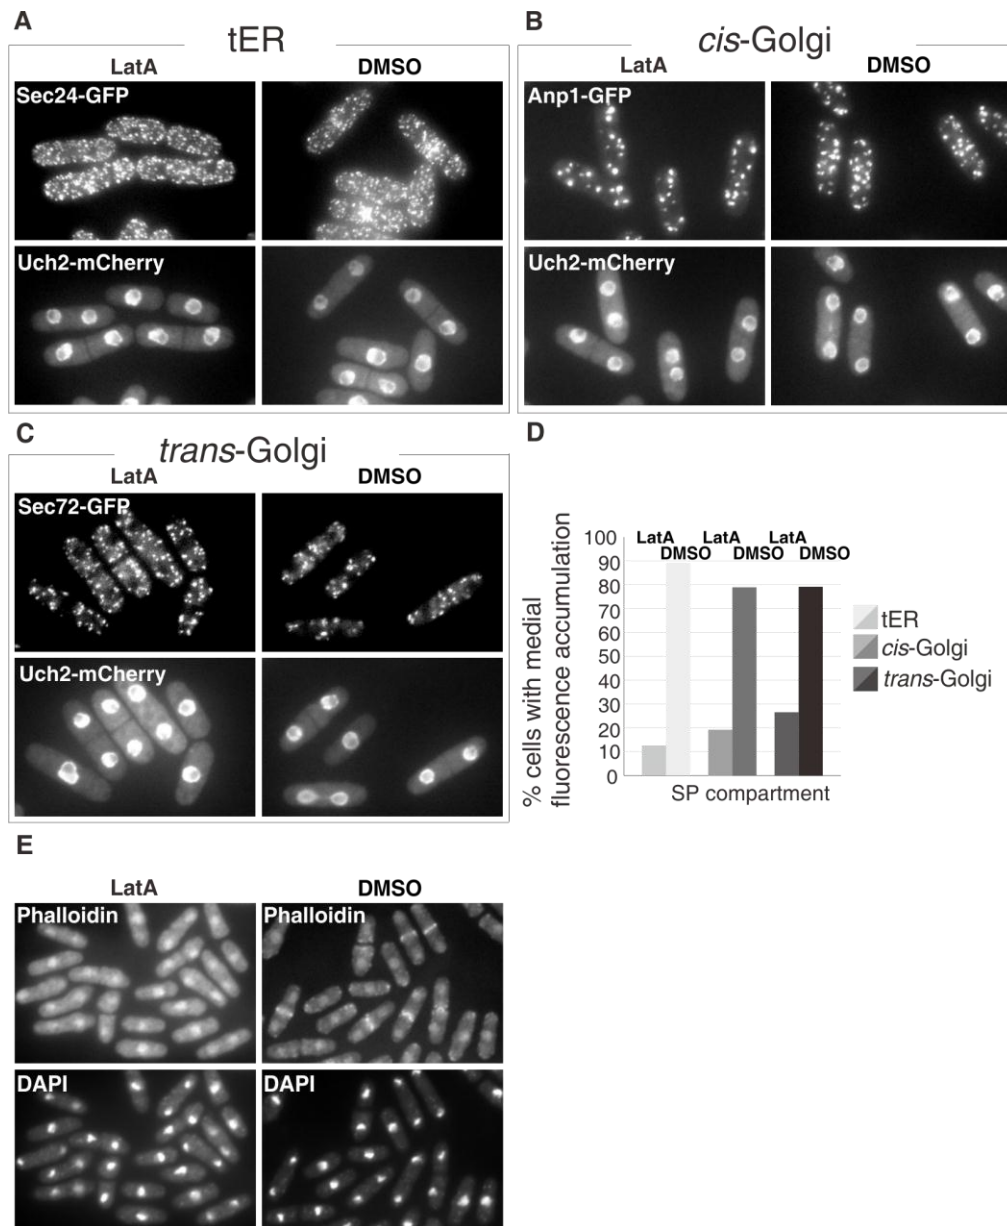 A
tER
LatA DMSO
Sec24-GFP
Uch2-mCherry
B
cis-Golgi
LatA DMSO
Anp1-GFP
Uch2-mCherry
C
trans-Golgi
LatA DMSO
Sec72-GFP
Uch2-mCherry
D
% cells with medial
fluorescence accumulation
100
90
80
70
60
50
40
30
20
10
0
LatA LatA LatA
DMSO DMSO DMSO
SP compartment
tER
cis-Golgi
trans-Golgi
E
LatA DMSO
Phalloidin Phalloidin
DAPI DAPI